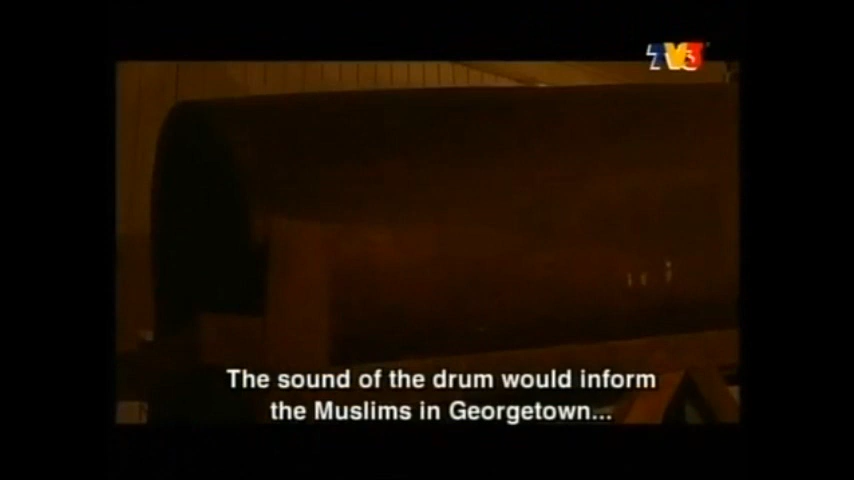 TV3
The sound of the drum would inform
the Muslims in Georgetown...